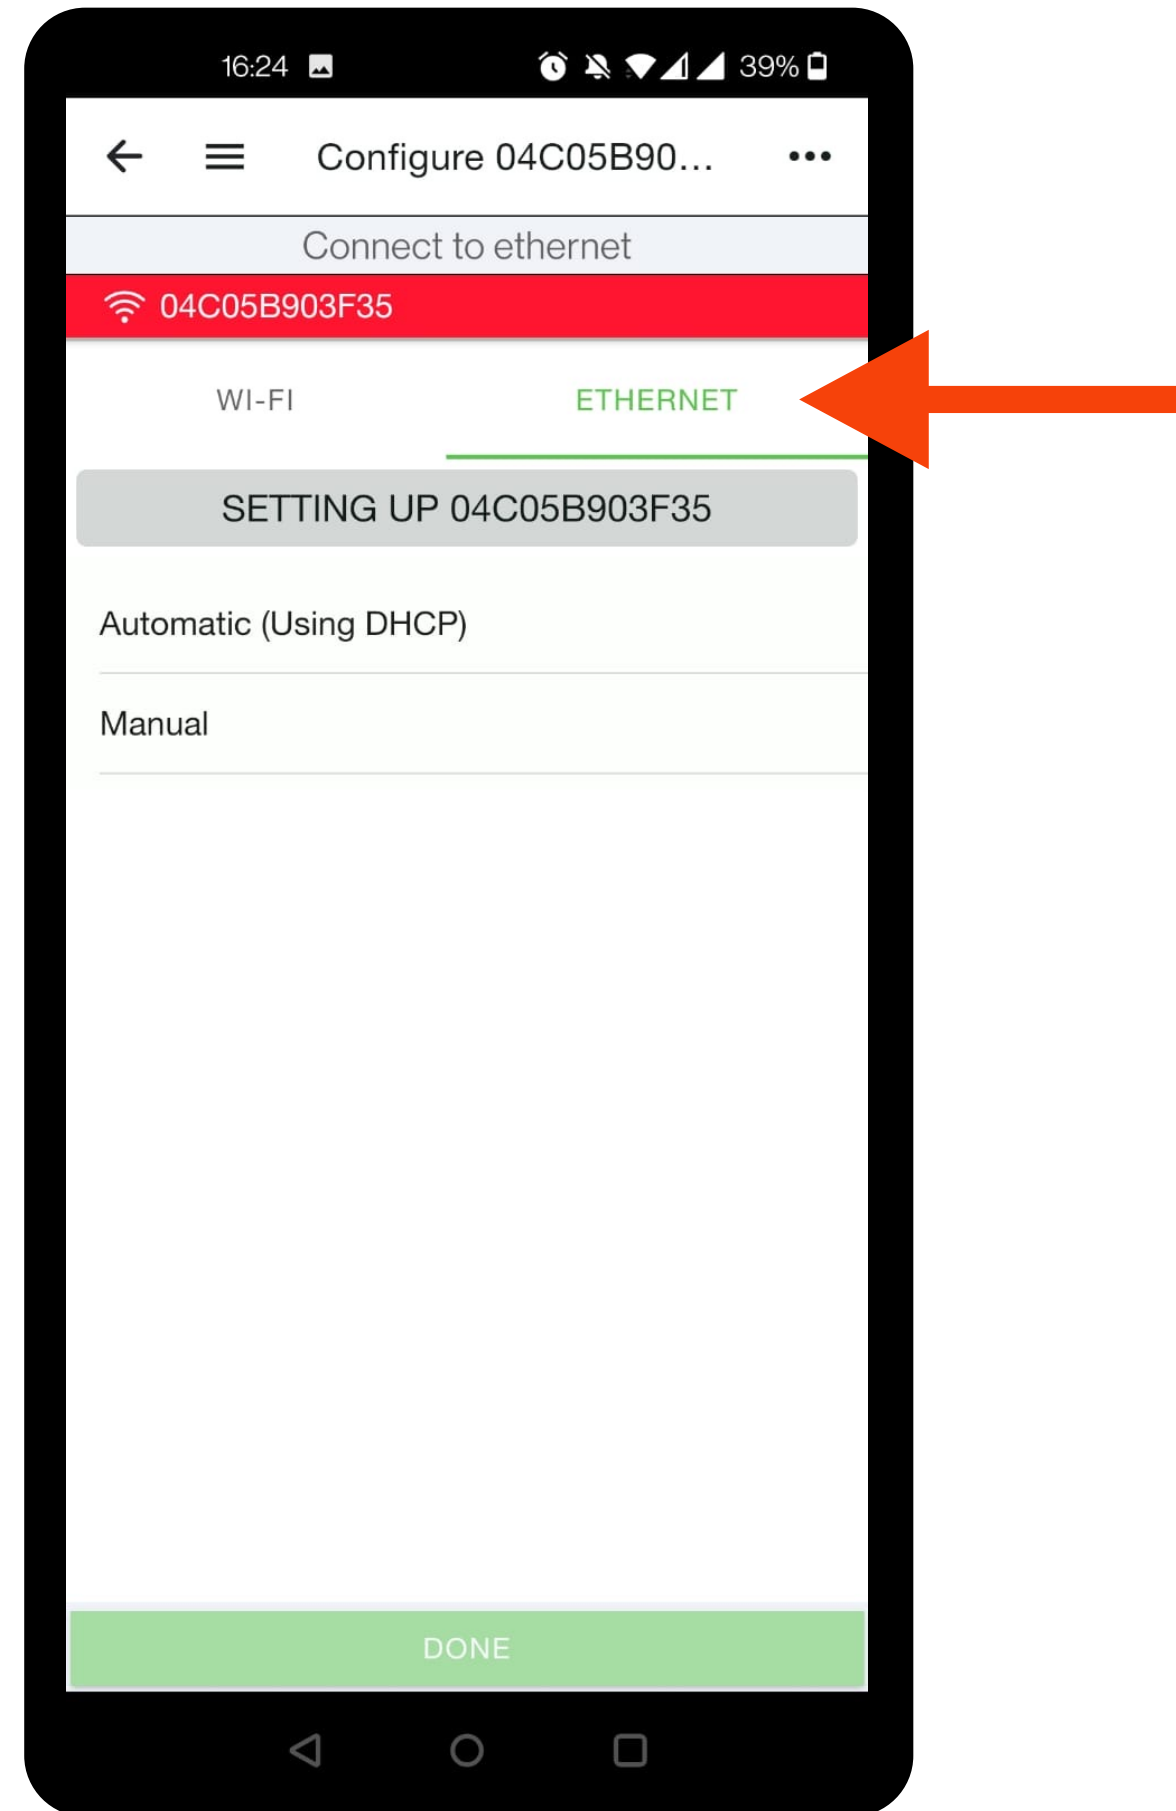 16:24 39%
Configure 04C05B90...
Connect to ethernet
04C05B903F35
WI-FI ETHERNET
SETTING UP 04C05B903F35
Automatic (Using DHCP)
Manual
DONE